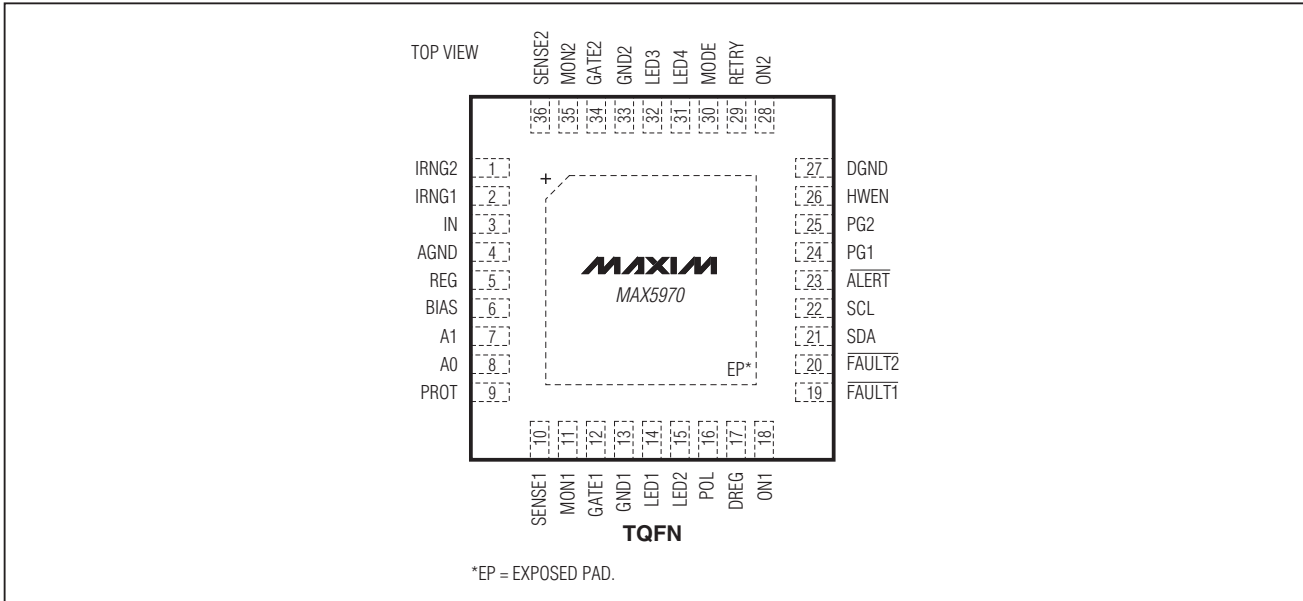 TOP VIEW
SENSE2
MON2
GATE2
GND2
LED3
LED4
MODE
RETRY
ON2
36
35
34
33
32
31
30
29
28
IRNG2 1
IRNG1 2
IN 3
AGND 4
REG 5
BIAS 6
A1 7
A0 8
PROT 9
+
MAXIM
MAX5970
EP*
27 DGND
26 HWEN
25 PG2
24 PG1
23 ALERT
22 SCL
21 SDA
20 FAULT2
19 FAULT1
10
11
12
13
14
15
16
17
18
SENSE1
MON1
GATE1
GND1
LED1
LED2
POL
DREG
ON1
TQFN
*EP = EXPOSED PAD.